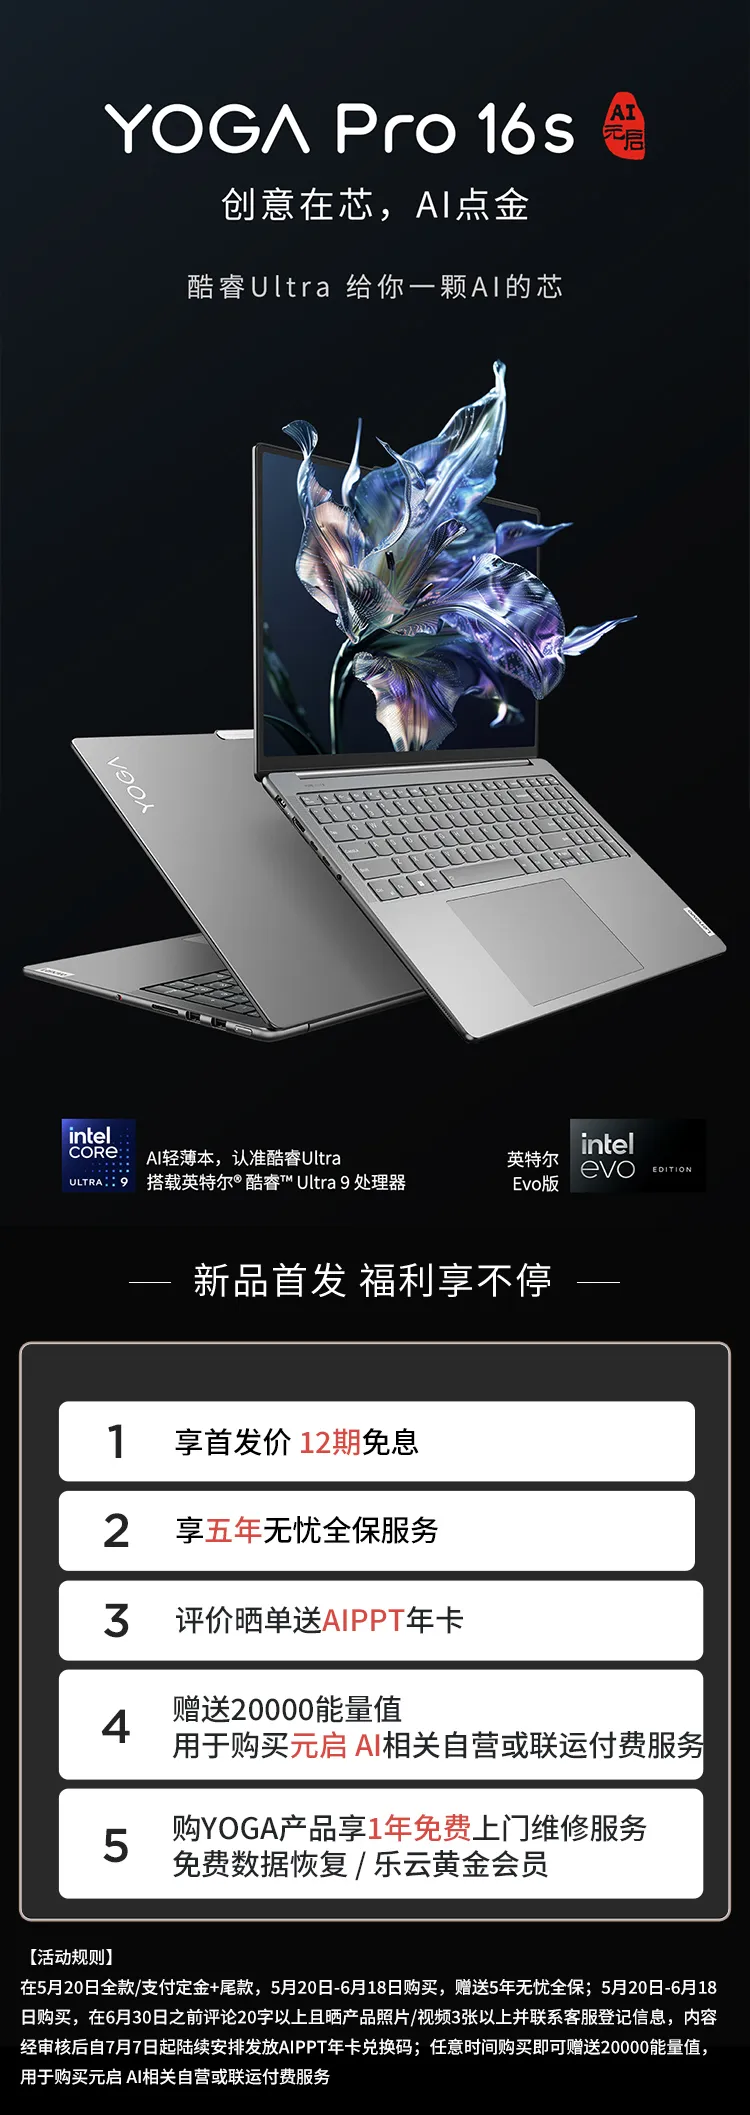 YOGA Pro 16s
AI
元启
创意在芯，AI点金
酷睿Ultra 给你一颗AI的芯
YOGA
intel
CORE
ULTRA 9
AI轻薄本，认准酷睿Ultra
搭载英特尔® 酷睿™ Ultra 9 处理器
英特尔
Evo版
intel
evo EDITION
新品首发 福利享不停
1 享首发价 12期免息
2 享五年无忧全保服务
3 评价晒单送AIPPT年卡
4 赠送20000能量值
用于购买元启 AI相关自营或联运付费服务
5 购YOGA产品享1年免费上门维修服务
免费数据恢复 / 乐云黄金会员
【活动规则】
在5月20日全款/支付定金+尾款，5月20日-6月18日购买，赠送5年无忧全保；5月20日-6月18
日购买，在6月30日之前评论20字以上且晒产品照片/视频3张以上并联系客服登记信息，内容
经审核后自7月7日起陆续安排发放AIPPT年卡兑换码；任意时间购买即可赠送20000能量值，
用于购买元启 AI相关自营或联运付费服务